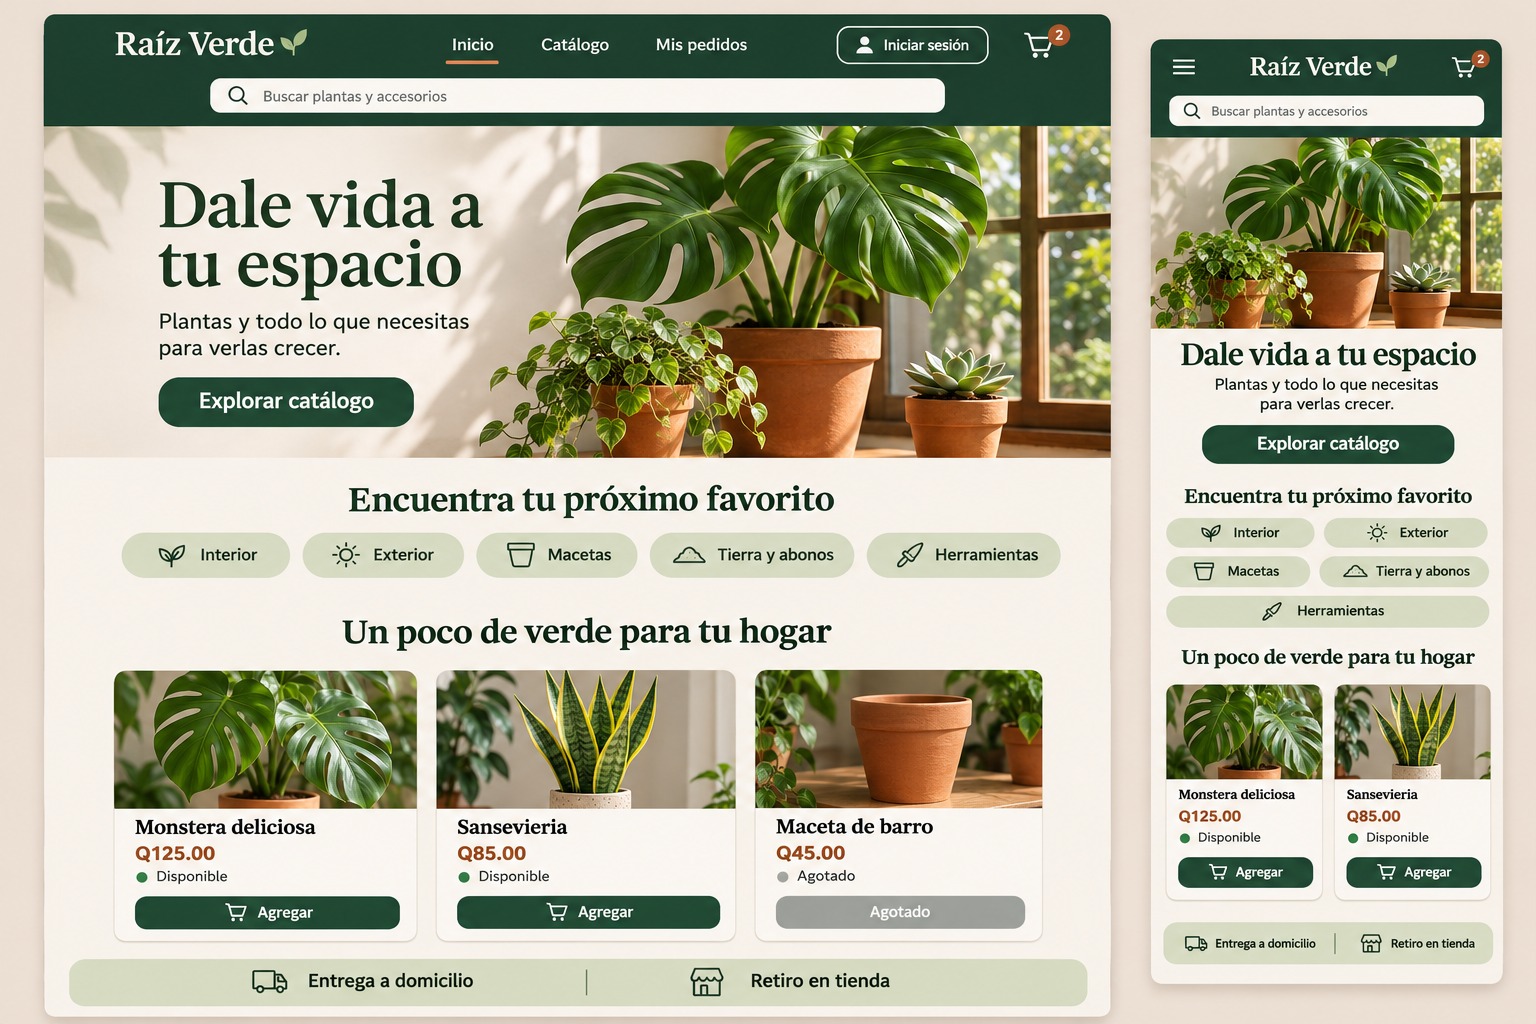 Raíz Verde
Inicio
Catálogo
Mis pedidos
Iniciar sesión
2
Buscar plantas y accesorios
Dale vida a
tu espacio
Plantas y todo lo que necesitas
para verlas crecer.
Explorar catálogo
Encuentra tu próximo favorito
Interior
Exterior
Macetas
Tierra y abonos
Herramientas
Un poco de verde para tu hogar
Monstera deliciosa
Q125.00
Disponible
Agregar
Sansevieria
Q85.00
Disponible
Agregar
Maceta de barro
Q45.00
Agotado
Agotado
Entrega a domicilio
Retiro en tienda
Raíz Verde
2
Buscar plantas y accesorios
Dale vida a tu espacio
Plantas y todo lo que necesitas
para verlas crecer.
Explorar catálogo
Encuentra tu próximo favorito
Interior
Exterior
Macetas
Tierra y abonos
Herramientas
Un poco de verde para tu hogar
Monstera deliciosa
Q125.00
Disponible
Agregar
Sansevieria
Q85.00
Disponible
Agregar
Entrega a domicilio
Retiro en tienda